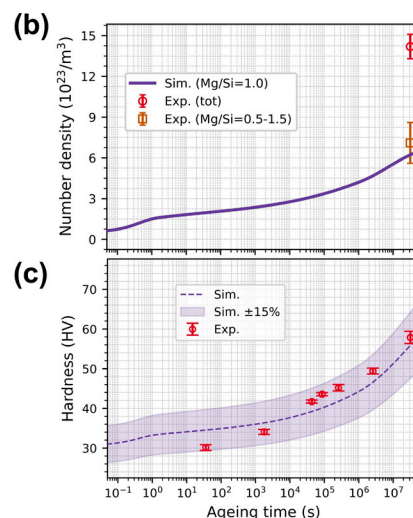 (b)
Number density (10²³/m³)
15
12
9
6
3
0
Sim. (Mg/Si=1.0)
Exp. (tot)
Exp. (Mg/Si=0.5-1.5)
(c)
Hardness (HV)
70
60
50
40
30
Sim.
Sim. ±15%
Exp.
10⁻¹ 10⁰ 10¹ 10² 10³ 10⁴ 10⁵ 10⁶ 10⁷
Ageing time (s)